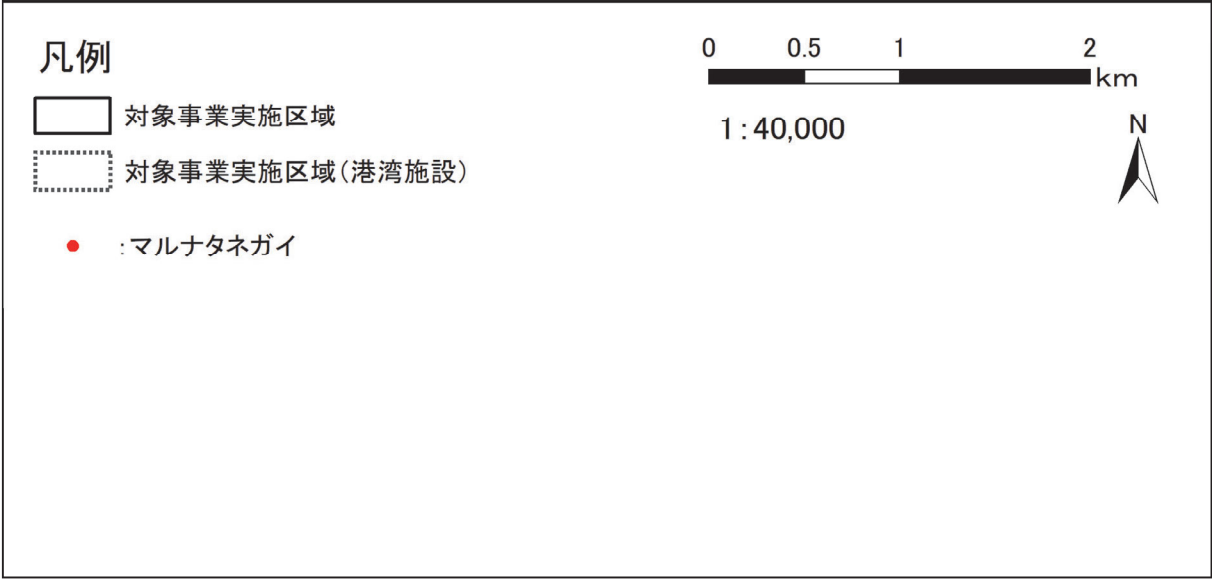 凡例
対象事業実施区域
対象事業実施区域（港湾施設）
：マルナタネガイ
0 0.5 1 2
km
1：40,000
N